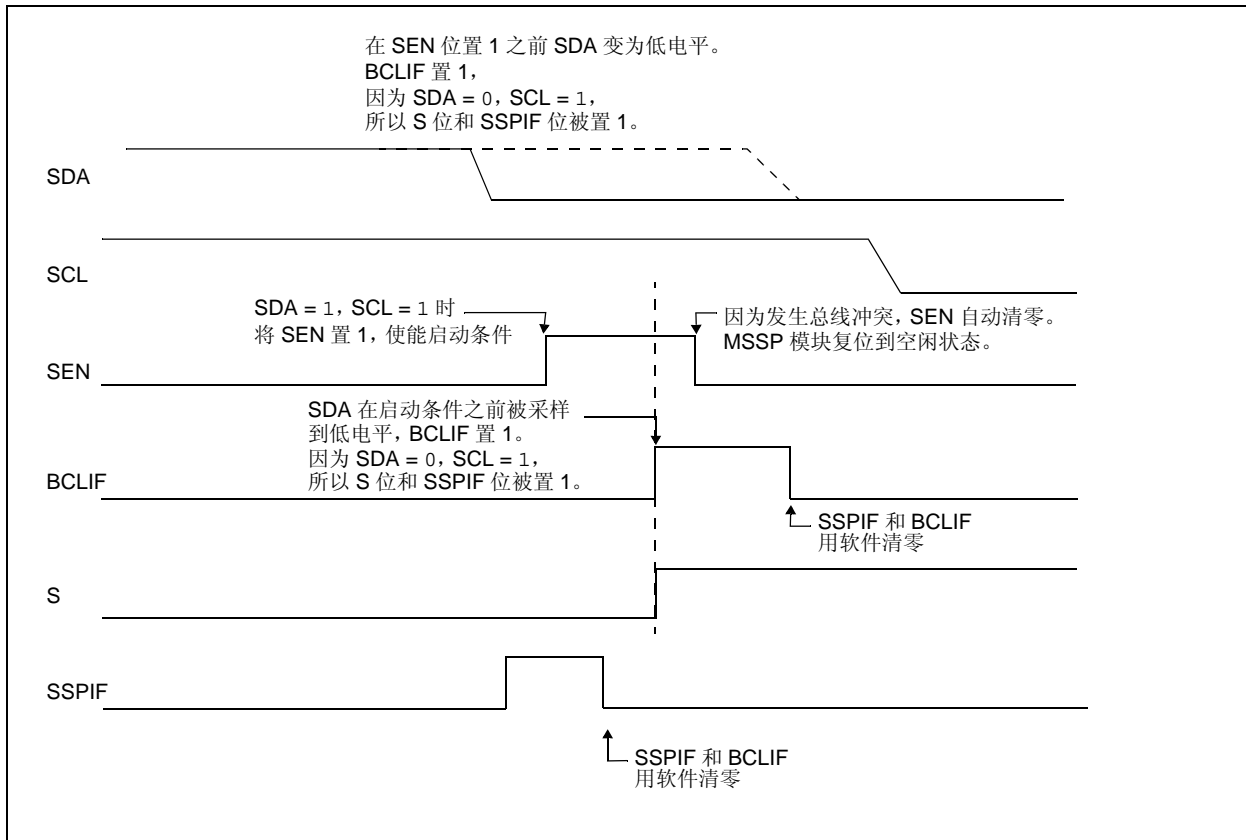 在 SEN 位置 1 之前 SDA 变为低电平。
BCLIF 置 1，
因为 SDA = 0，SCL = 1，
所以 S 位和 SSPIF 位被置 1。
SDA
SCL
SDA = 1，SCL = 1 时
将 SEN 置 1，使能启动条件
因为发生总线冲突，SEN 自动清零。
MSSP 模块复位到空闲状态。
SEN
SDA 在启动条件之前被采样
到低电平，BCLIF 置 1。
因为 SDA = 0，SCL = 1，
所以 S 位和 SSPIF 位被置 1。
BCLIF
SSPIF 和 BCLIF
用软件清零
S
SSPIF
SSPIF 和 BCLIF
用软件清零